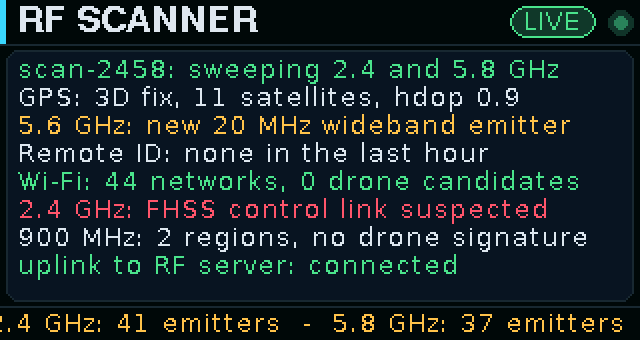 RF SCANNER
LIVE
scan-2458: sweeping 2.4 and 5.8 GHz
GPS: 3D fix, 11 satellites, hdop 0.9
5.6 GHz: new 20 MHz wideband emitter
Remote ID: none in the last hour
Wi-Fi: 44 networks, 0 drone candidates
2.4 GHz: FHSS control link suspected
900 MHz: 2 regions, no drone signature
uplink to RF server: connected
2.4 GHz: 41 emitters - 5.8 GHz: 37 emitters